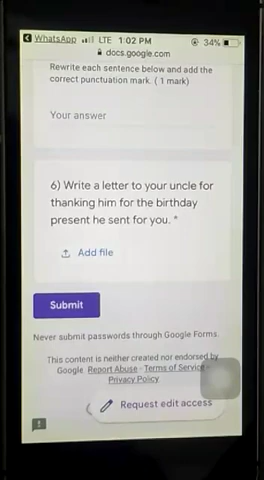 WhatsApp LTE 1:02 PM 34%
docs.google.com
Rewrite each sentence below and add the
correct punctuation mark. ( 1 mark)
Your answer
6) Write a letter to your uncle for
thanking him for the birthday
present he sent for you. *
Add file
Submit
Never submit passwords through Google Forms.
This content is neither created nor endorsed by
Google. Report Abuse - Terms of Service -
Privacy Policy
Request edit access